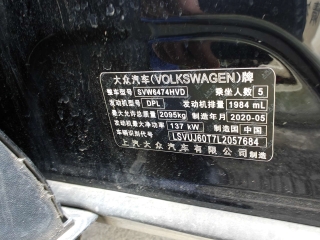 大众汽车(VOLKSWAGEN)牌
整车型号 SVW6474HVD 乘坐人数 5
发动机型号 DPL 发动机排量 1984 mL
最大允许总质量 2095kg 制造年月 2020-05
发动机最大净功率 137 kW 制造国 中国
车辆识别代号 LSVUJ60T7L2057684
上汽大众汽车有限公司制造